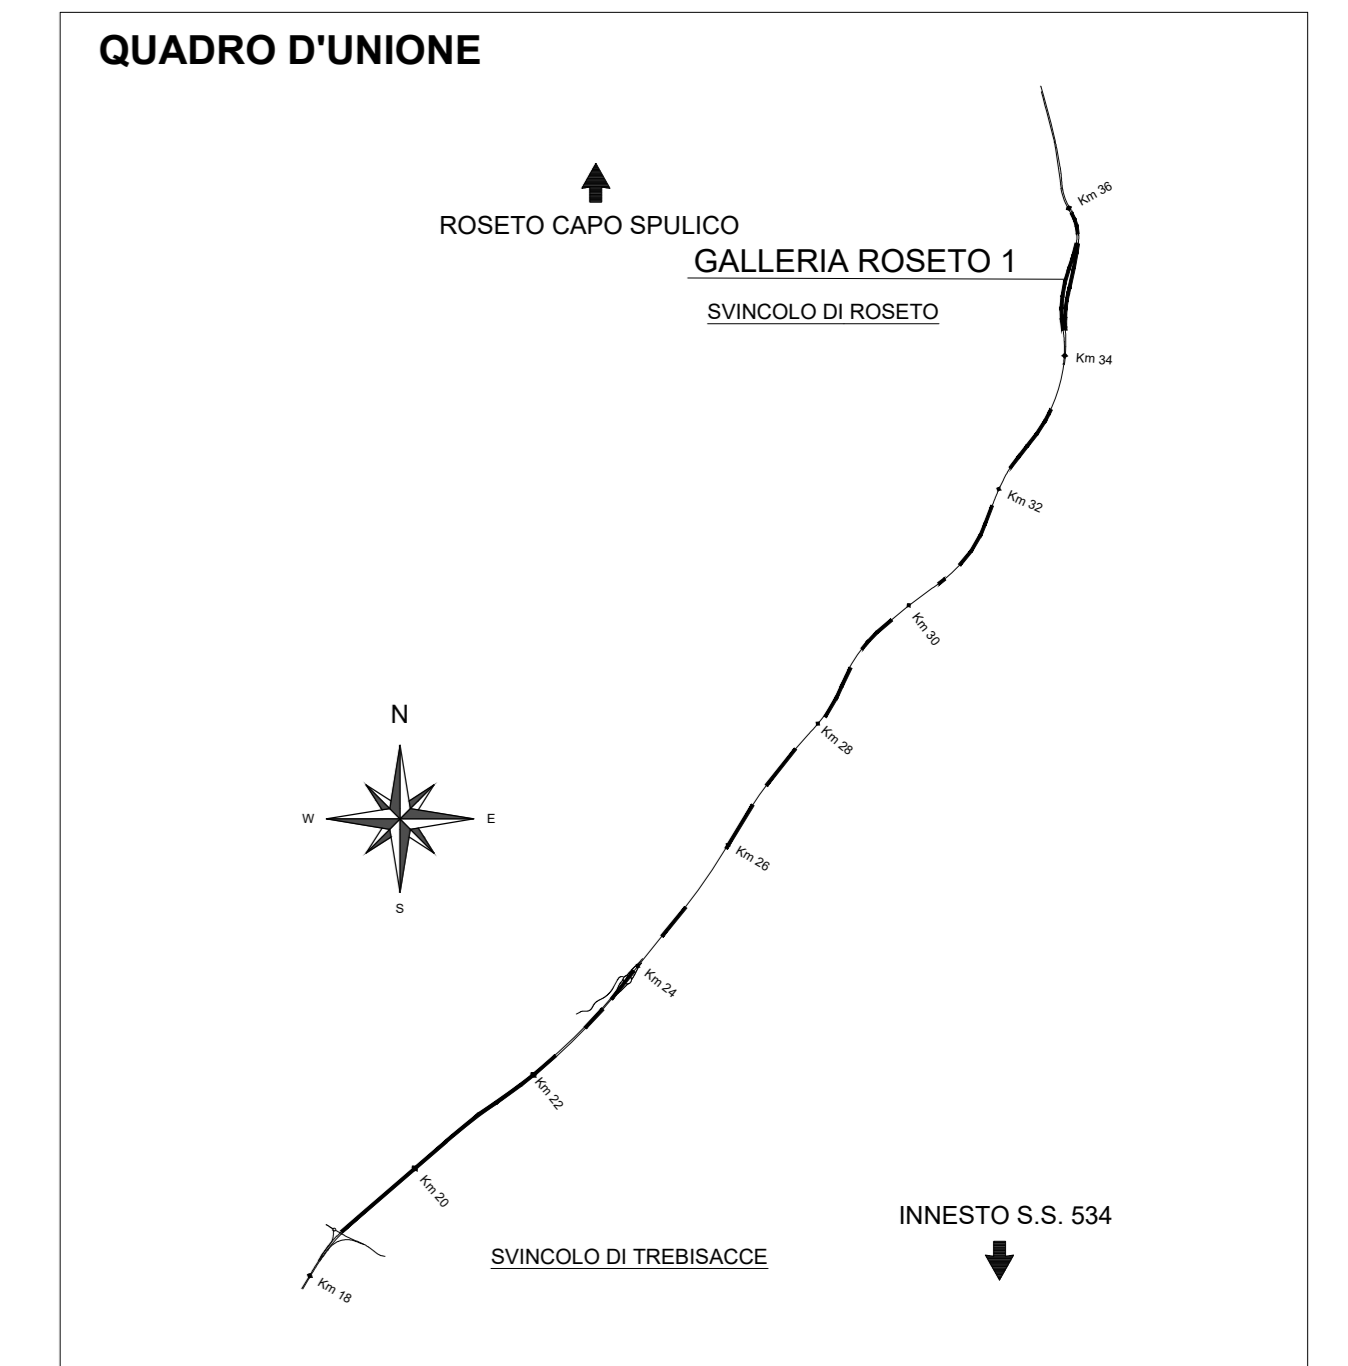 QUADRO D'UNIONE
Km 36
ROSETO CAPO SPULICO
GALLERIA ROSETO 1
SVINCOLO DI ROSETO
Km 34
Km 32
Km 30
N
Km 28
W
E
Km 26
S
Km 24
Km 22
Km 20
INNESTO S.S. 534
SVINCOLO DI TREBISACCE
Km 18